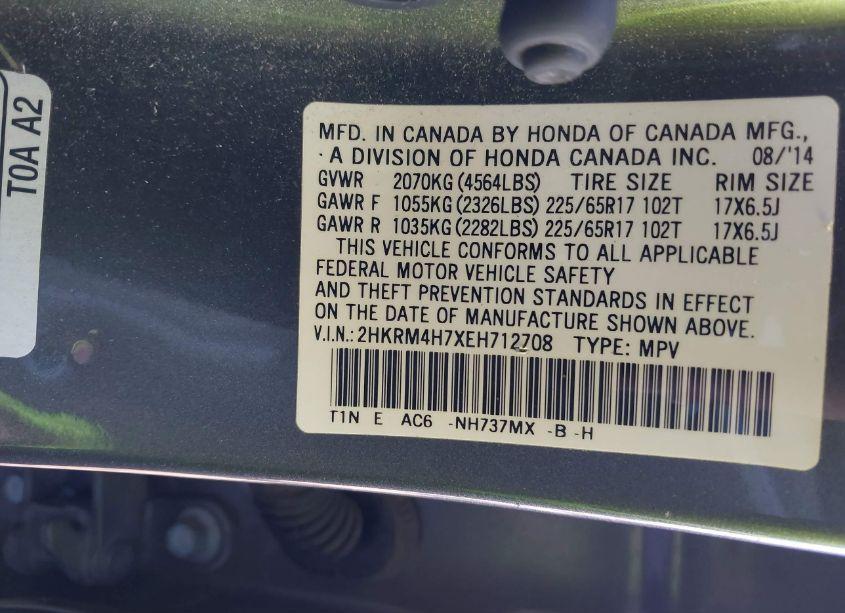 T0A A2
MFD. IN CANADA BY HONDA OF CANADA MFG.,
A DIVISION OF HONDA CANADA INC. 08/'14
GVWR 2070KG (4564LBS) TIRE SIZE RIM SIZE
GAWR F 1055KG (2326LBS) 225/65R17 102T 17X6.5J
GAWR R 1035KG (2282LBS) 225/65R17 102T 17X6.5J
THIS VEHICLE CONFORMS TO ALL APPLICABLE
FEDERAL MOTOR VEHICLE SAFETY
AND THEFT PREVENTION STANDARDS IN EFFECT
ON THE DATE OF MANUFACTURE SHOWN ABOVE.
V.I.N.: 2HKRM4H7XEH712708 TYPE: MPV
T1N E AC6 -NH737MX -B -H